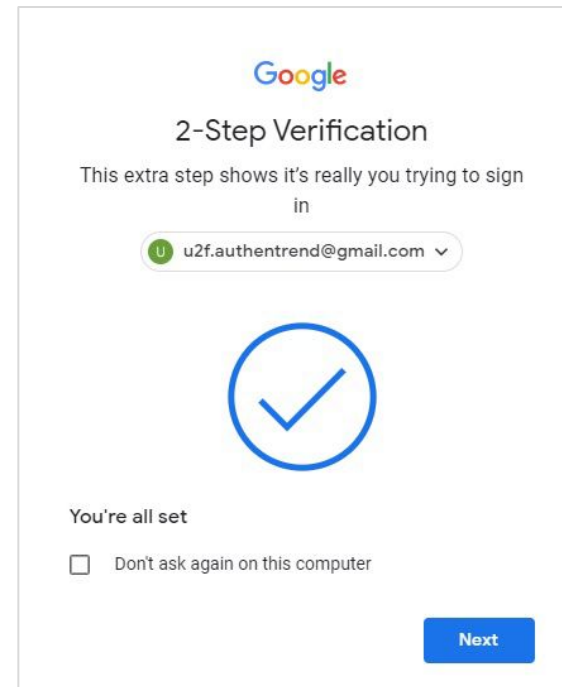 Google
2-Step Verification
This extra step shows it's really you trying to sign
in
U u2f.authentrend@gmail.com
You're all set
Don't ask again on this computer
Next